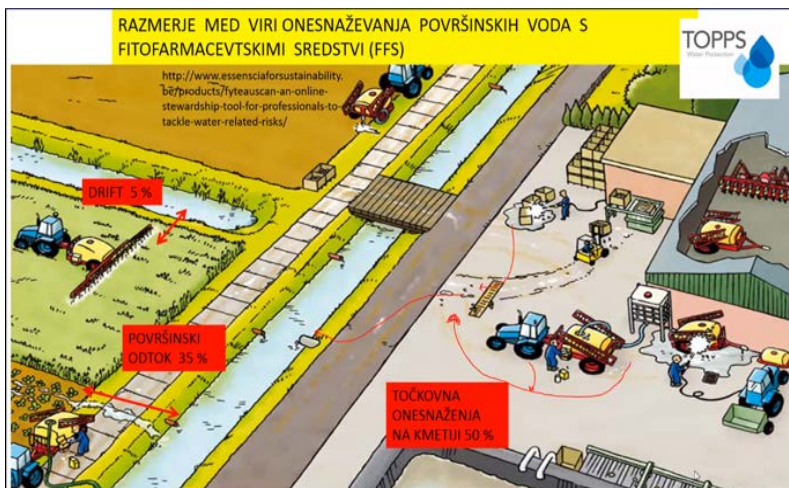 RAZMERJE MED VIRI ONESNAŽEVANJA POVRŠINSKIH VODA S
FITOFARMACEVTSKIMI SREDSTVI (FFS)
TOPPS
Water Protection
http://www.essenciaforsustainability.
be/products/fyteauscan-an-online-
stewardship-tool-for-professionals-to-
tackle-water-related-risks/
DRIFT 5 %
POVRŠINSKI
ODTOK 35 %
TOČKOVNA
ONESNAŽENJA
NA KMETIJI 50 %